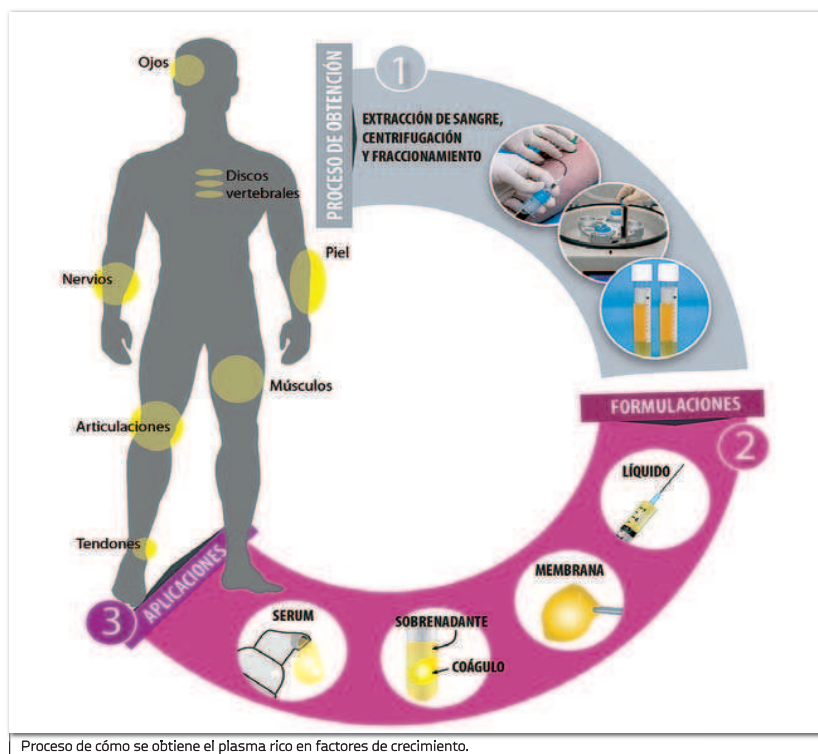 PROCESO DE OBTENCIÓN
1
EXTRACCIÓN DE SANGRE,
CENTRIFUGACIÓN
Y FRACCIONAMIENTO
FORMULACIONES
2
LÍQUIDO
MEMBRANA
SOBRENADANTE
COÁGULO
SERUM
3
APLICACIONES
Ojos
Discos
vertebrales
Piel
Nervios
Músculos
Articulaciones
Tendones
Proceso de cómo se obtiene el plasma rico en factores de crecimiento.